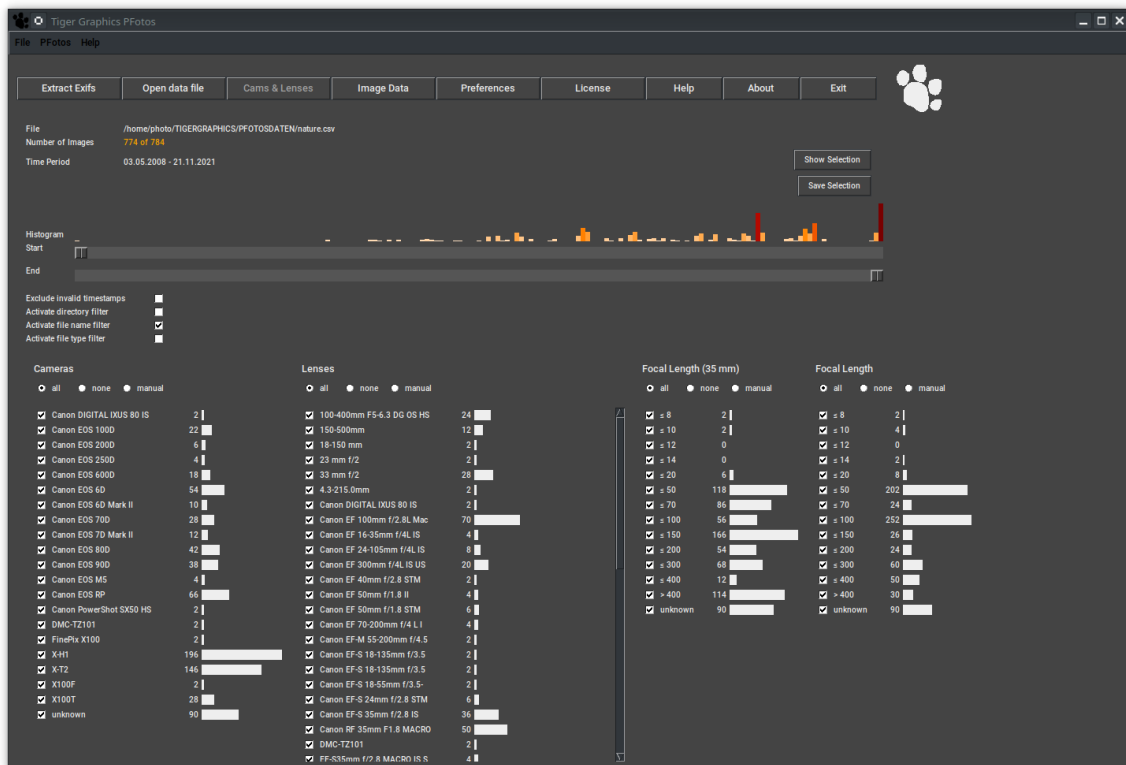 Tiger Graphics PFotos
File PFotos Help
Extract Exifs Open data file Cams & Lenses Image Data Preferences License Help About Exit
File /home/photo/TIGERGRAPHICS/PFOTOSDATEN/nature.csv
Number of Images 774 of 784
Time Period 03.05.2008 - 21.11.2021
Show Selection
Save Selection
Histogram
Start
End
Exclude invalid timestamps
Activate directory filter
Activate file name filter
Activate file type filter
Cameras
all none manual
Canon DIGITAL IXUS 80 IS 2
Canon EOS 100D 22
Canon EOS 200D 6
Canon EOS 250D 4
Canon EOS 600D 18
Canon EOS 6D 54
Canon EOS 6D Mark II 10
Canon EOS 70D 28
Canon EOS 7D Mark II 12
Canon EOS 80D 42
Canon EOS 90D 38
Canon EOS M5 4
Canon EOS RP 66
Canon PowerShot SX50 HS 2
DMC-TZ101 2
FinePix X100 2
X-H1 196
X-T2 146
X100F 2
X100T 28
unknown 90
Lenses
all none manual
100-400mm F5-6.3 DG OS HS 24
150-500mm 12
18-150 mm 2
23 mm f/2 2
33 mm f/2 28
4.3-215.0mm 2
Canon DIGITAL IXUS 80 IS 2
Canon EF 100mm f/2.8L Mac 70
Canon EF 16-35mm f/4L IS 4
Canon EF 24-105mm f/4L IS 8
Canon EF 300mm f/4L IS US 20
Canon EF 40mm f/2.8 STM 2
Canon EF 50mm f/1.8 II 4
Canon EF 50mm f/1.8 STM 6
Canon EF 70-200mm f/4 L I 4
Canon EF-M 55-200mm f/4.5 2
Canon EF-S 18-135mm f/3.5 2
Canon EF-S 18-135mm f/3.5 2
Canon EF-S 18-55mm f/3.5- 2
Canon EF-S 24mm f/2.8 STM 6
Canon EF-S 35mm f/2.8 IS 36
Canon RF 35mm F1.8 MACRO 50
DMC-TZ101 2
EF-S35mm f/2.8 MACRO IS S 4
Focal Length (35 mm)
all none manual
≤ 8 2
≤ 10 2
≤ 12 0
≤ 14 0
≤ 20 6
≤ 50 118
≤ 70 86
≤ 100 56
≤ 150 166
≤ 200 54
≤ 300 68
≤ 400 12
> 400 114
unknown 90
Focal Length
all none manual
≤ 8 2
≤ 10 4
≤ 12 0
≤ 14 2
≤ 20 8
≤ 50 202
≤ 70 24
≤ 100 252
≤ 150 26
≤ 200 24
≤ 300 60
≤ 400 50
> 400 30
unknown 90